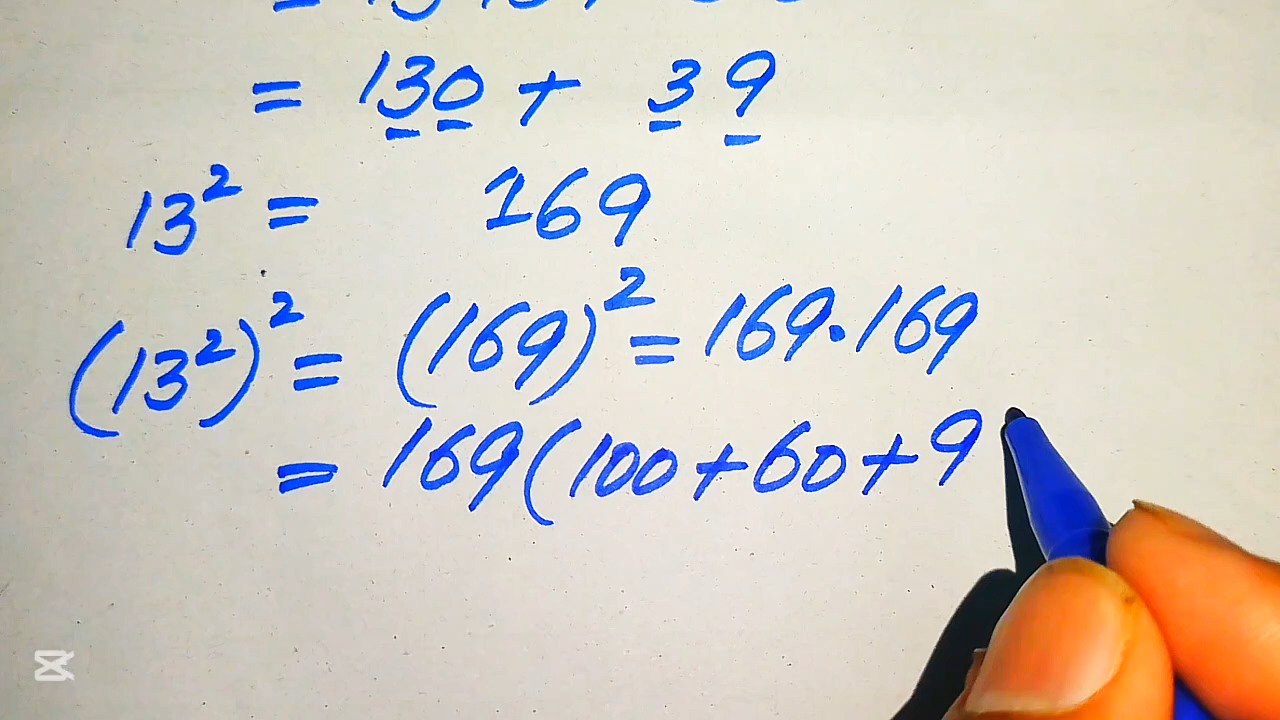 = 130 + 39
13² = 169
(13²)² = (169)² = 169.169
= 169(100+60+9